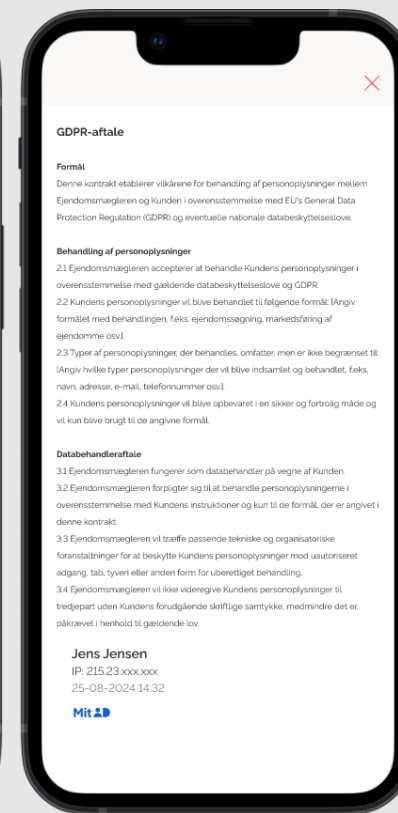 GDPR-aftale
Formål
Denne kontrakt etablerer vilkårene for behandling af personoplysninger mellem
Ejendomsmægleren og Kunden i overensstemmelse med EU's General Data
Protection Regulation (GDPR) og eventuelle nationale databeskyttelseslove.
Behandling af personoplysninger
2.1 Ejendomsmægleren accepterer at behandle Kundens personoplysninger i
overensstemmelse med gældende databeskyttelseslove og GDPR.
2.2 Kundens personoplysninger vil blive behandlet til følgende formål: [Angiv
formålet med behandlingen, f.eks. ejendomssøgning, markedsføring af
ejendomme osv.].
2.3 Typer af personoplysninger, der behandles, omfatter, men er ikke begrænset til:
[Angiv hvilke typer personoplysninger der vil blive indsamlet og behandlet, f.eks.
navn, adresse, e-mail, telefonnummer osv.].
2.4 Kundens personoplysninger vil blive opbevaret i en sikker og fortrolig måde og
vil kun blive brugt til de angivne formål.
Databehandleraftale
3.1 Ejendomsmægleren fungerer som databehandler på vegne af Kunden.
3.2 Ejendomsmægleren forpligter sig til at behandle personoplysningerne i
overensstemmelse med Kundens instruktioner og kun til de formål, der er angivet i
denne kontrakt.
3.3 Ejendomsmægleren vil træffe passende tekniske og organisatoriske
foranstaltninger for at beskytte Kundens personoplysninger mod uautoriseret
adgang, tab, tyveri eller anden form for uberettiget behandling.
3.4 Ejendomsmægleren vil ikke videregive Kundens personoplysninger til
tredjepart uden Kundens forudgående skriftlige samtykke, medmindre det er
påkrævet i henhold til gældende lov.
Jens Jensen
IP: 215.23.xxx.xxx
25-08-2024 14:32
Mit ID